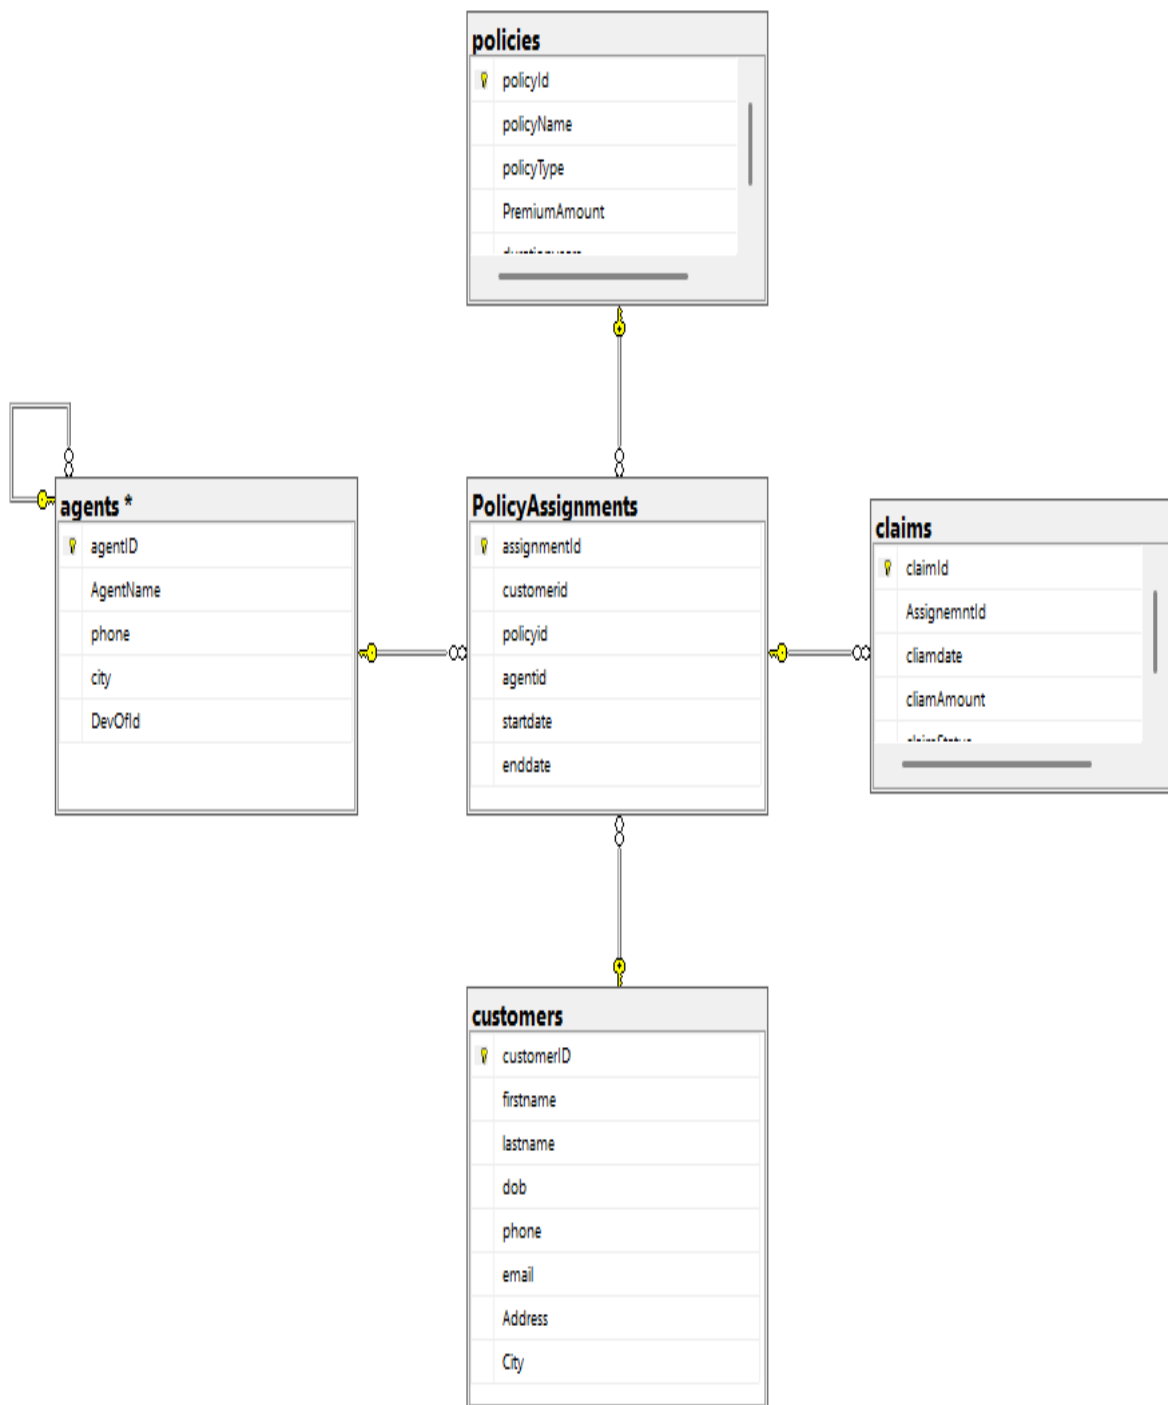 policies
policyId
policyName
policyType
PremiumAmount
agents *
agentID
AgentName
phone
city
DevOfId
PolicyAssignments
assignmentId
customerid
policyid
agentid
startdate
enddate
claims
claimId
AssignemntId
cliamdate
cliamAmount
customers
customerID
firstname
lastname
dob
phone
email
Address
City